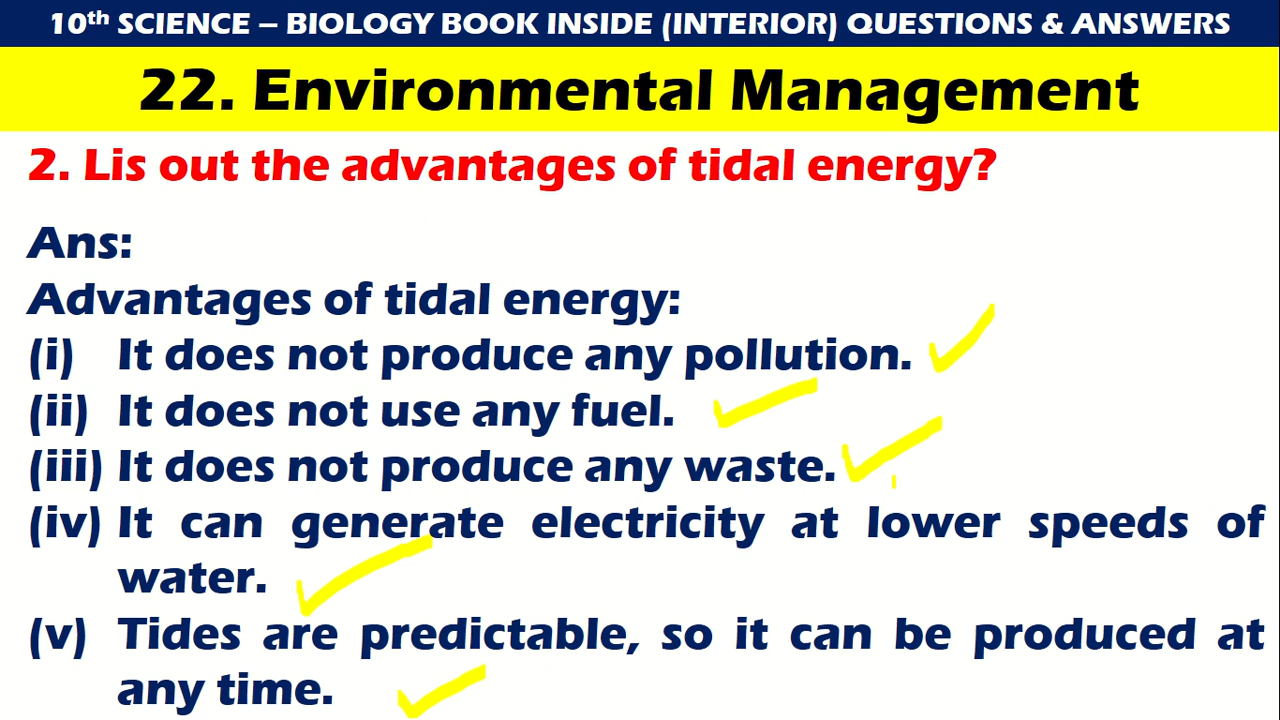 10th SCIENCE – BIOLOGY BOOK INSIDE (INTERIOR) QUESTIONS & ANSWERS
22. Environmental Management
2. Lis out the advantages of tidal energy?
Ans:
Advantages of tidal energy:
(i) It does not produce any pollution.
(ii) It does not use any fuel.
(iii) It does not produce any waste.
(iv) It can generate electricity at lower speeds of
water.
(v) Tides are predictable, so it can be produced at
any time.